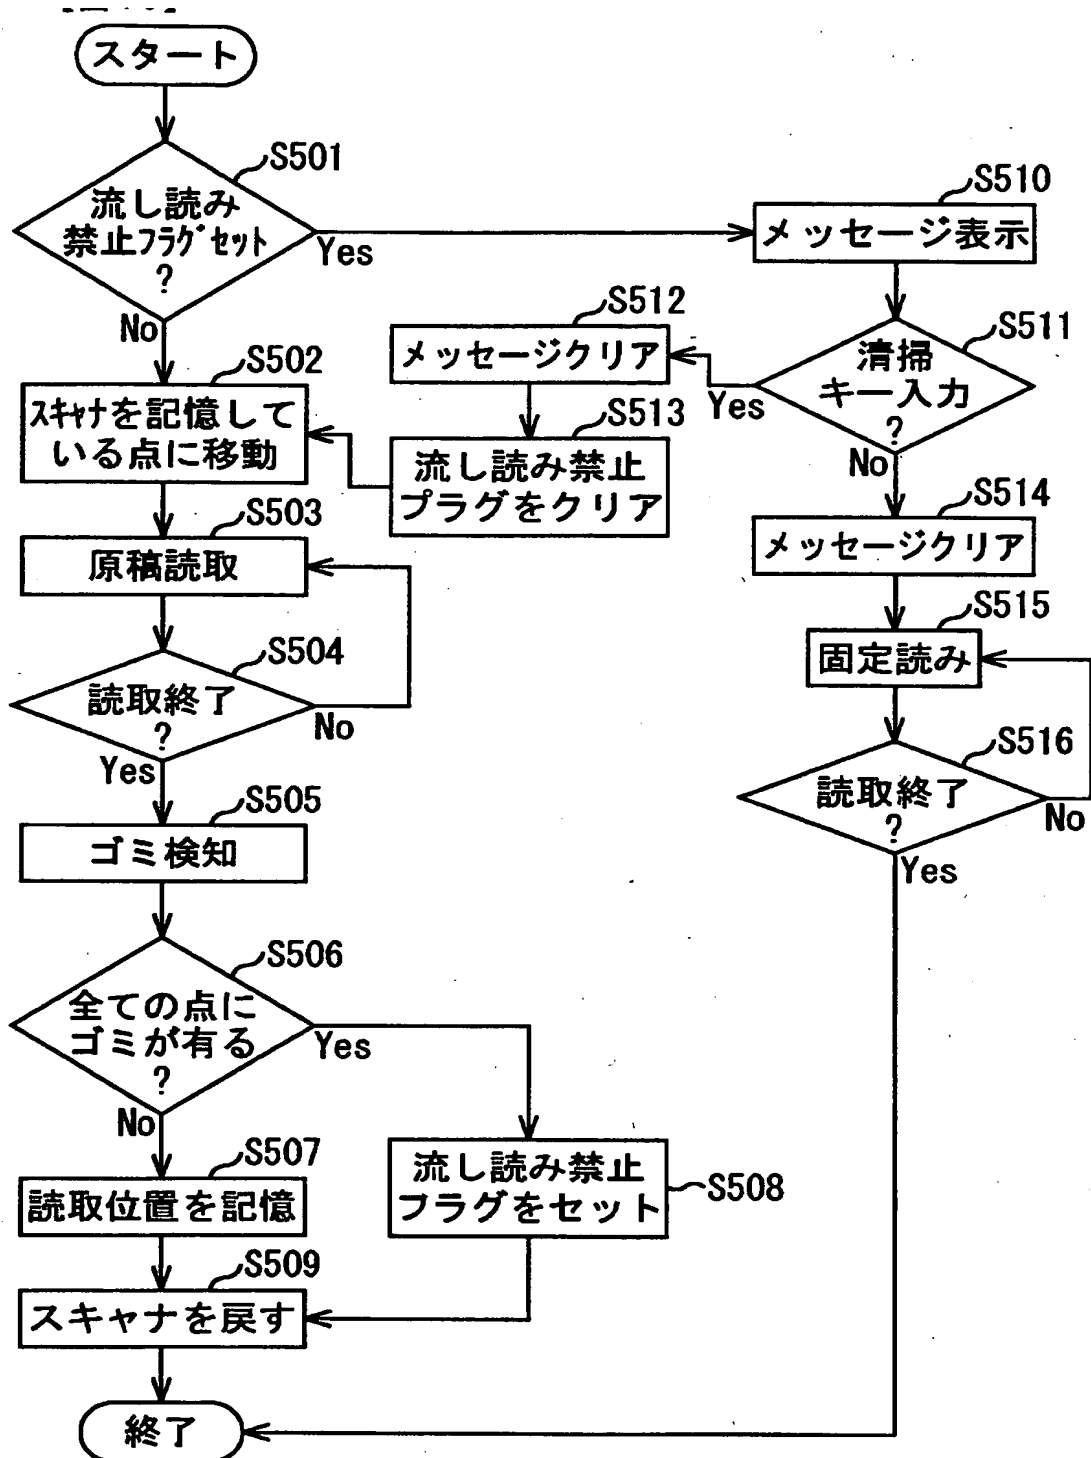 スタート
S501
流し読み
禁止フラグセット
?
Yes
No
S510
メッセージ表示
S511
清掃
キー入力
?
Yes
No
S512
メッセージクリア
S513
流し読み禁止
プラグをクリア
S502
スキャナを記憶して
いる点に移動
S503
原稿読取
S504
読取終了
?
No
Yes
S505
ゴミ検知
S506
全ての点に
ゴミが有る
?
Yes
No
S507
読取位置を記憶
流し読み禁止
フラグをセット
S508
S509
スキャナを戻す
終了
S514
メッセージクリア
S515
固定読み
S516
読取終了
?
No
Yes